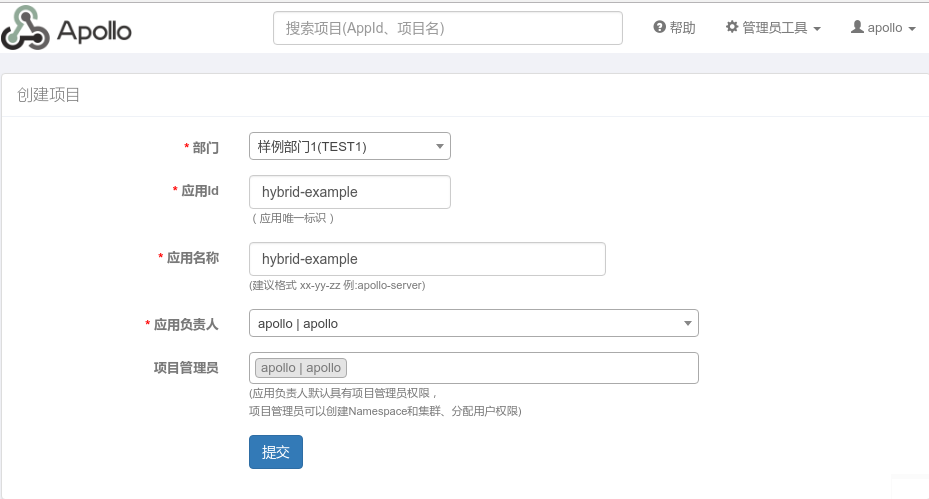 Apollo 搜索项目(AppId、项目名) 帮助 管理员工具 apollo
创建项目
* 部门 样例部门1(TEST1)
* 应用Id hybrid-example
( 应用唯一标识 )
* 应用名称 hybrid-example
(建议格式 xx-yy-zz 例:apollo-server)
* 应用负责人 apollo | apollo
项目管理员 apollo | apollo
(应用负责人默认具有项目管理员权限，
项目管理员可以创建Namespace和集群、分配用户权限)
提交